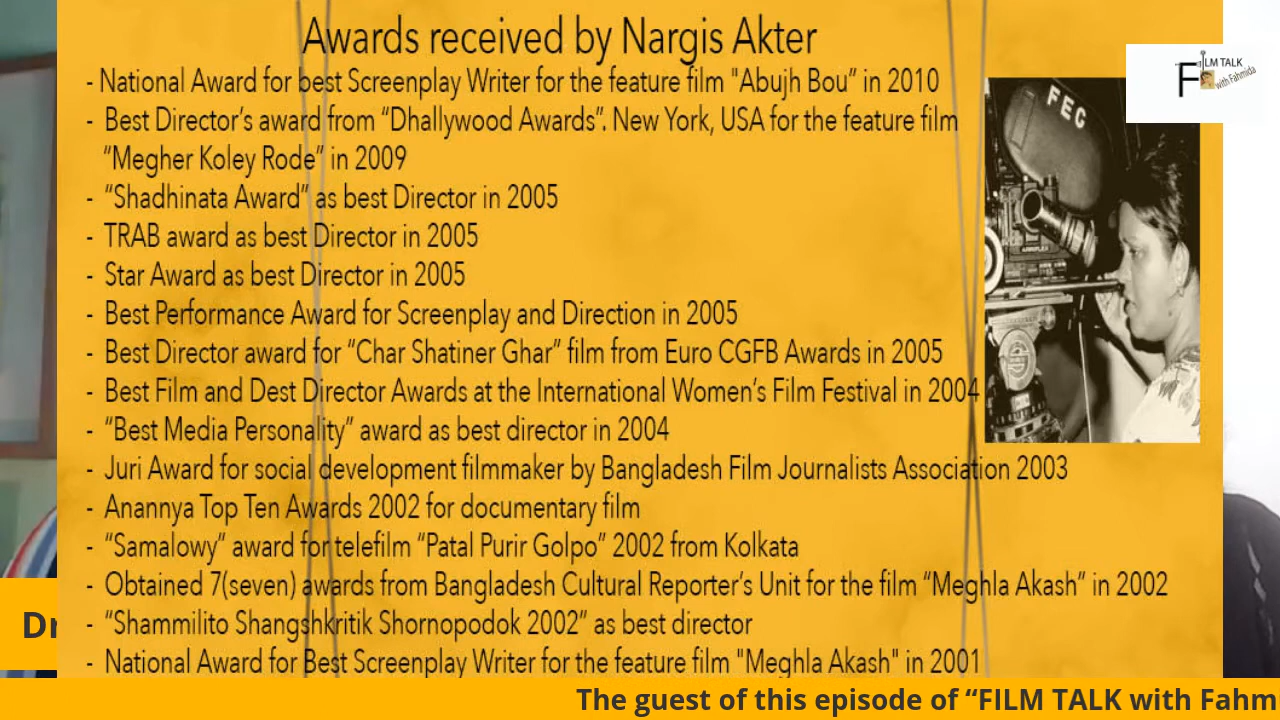 Awards received by Nargis Akter
- National Award for best Screenplay Writer for the feature film "Abujh Bou” in 2010
- Best Director’s award from “Dhallywood Awards”. New York, USA for the feature film
“Megher Koley Rode” in 2009
- “Shadhinata Award” as best Director in 2005
- TRAB award as best Director in 2005
- Star Award as best Director in 2005
- Best Performance Award for Screenplay and Direction in 2005
- Best Director award for “Char Shatiner Ghar” film from Euro CGFB Awards in 2005
- Best Film and Dest Director Awards at the International Women’s Film Festival in 2004
- “Best Media Personality” award as best director in 2004
- Juri Award for social development filmmaker by Bangladesh Film Journalists Association 2003
- Anannya Top Ten Awards 2002 for documentary film
- “Samalowy” award for telefilm “Patal Purir Golpo” 2002 from Kolkata
- Obtained 7(seven) awards from Bangladesh Cultural Reporter’s Unit for the film “Meghla Akash” in 2002
- “Shammilito Shangshkritik Shornopodok 2002” as best director
- National Award for Best Screenplay Writer for the feature film "Meghla Akash" in 2001
FILM TALK
with Fahmida
FEC
Dr
The guest of this episode of “FILM TALK with Fahm